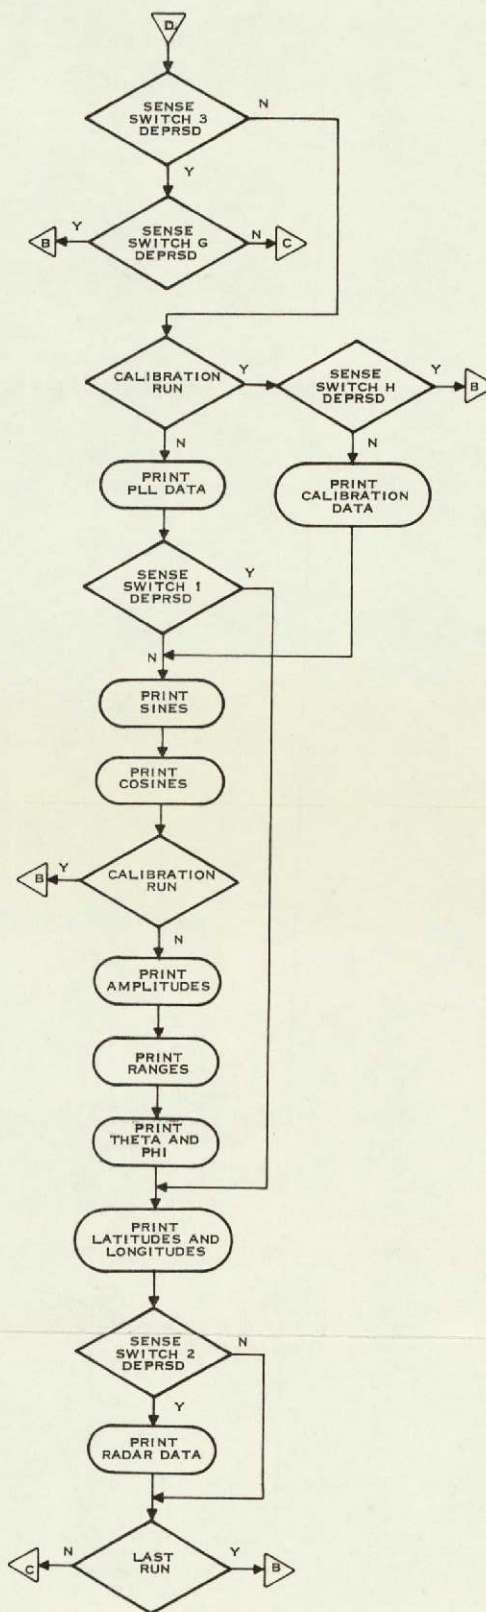 D
SENSE
SWITCH 3
DEPRSD
N
Y
SENSE
SWITCH G
DEPRSD
Y
B
N
C
CALIBRATION
RUN
Y
SENSE
SWITCH H
DEPRSD
Y
B
N
N
PRINT
PLL DATA
PRINT
CALIBRATION
DATA
SENSE
SWITCH 1
DEPRSD
Y
N
PRINT
SINES
PRINT
COSINES
CALIBRATION
RUN
Y
B
N
PRINT
AMPLITUDES
PRINT
RANGES
PRINT
THETA AND
PHI
PRINT
LATITUDES AND
LONGITUDES
SENSE
SWITCH 2
DEPRSD
N
Y
PRINT
RADAR DATA
LAST
RUN
N
C
Y
B